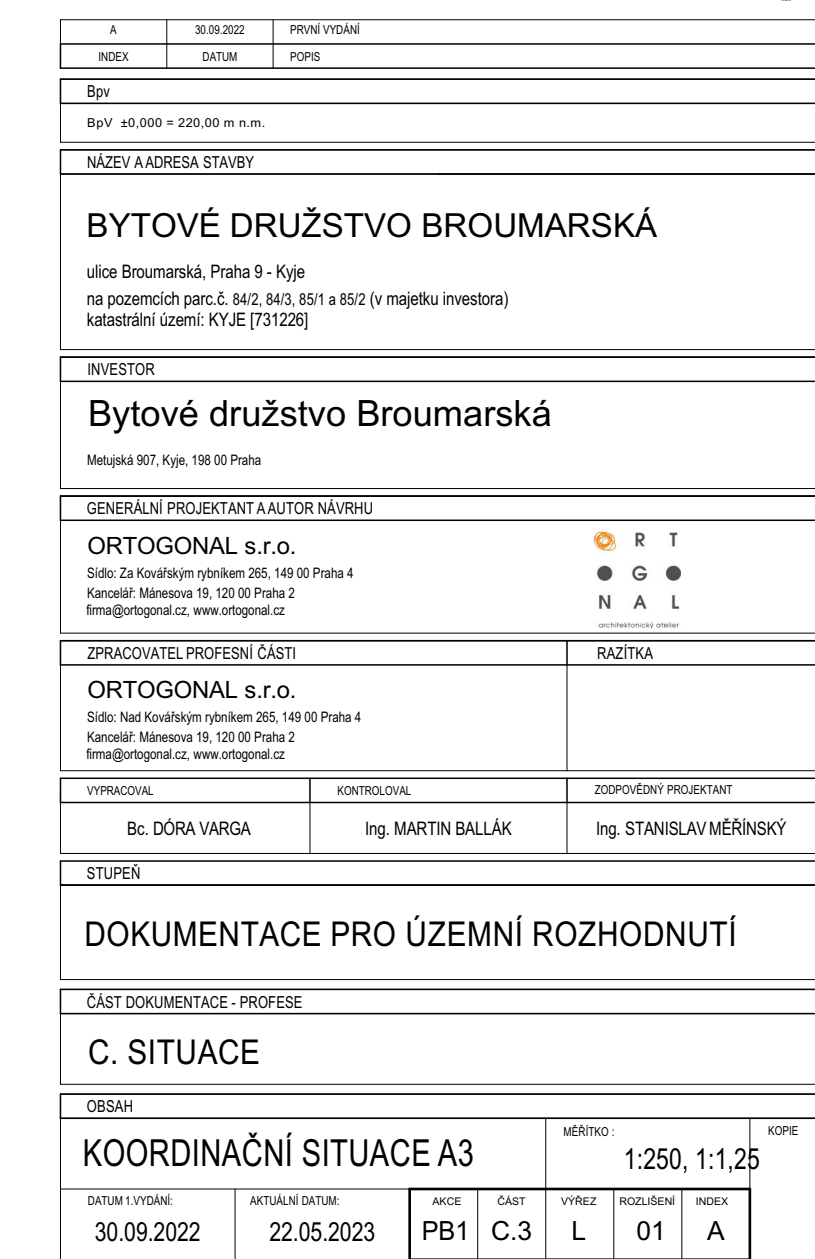 A 30.09.2022 PRVNÍ VYDÁNÍ
INDEX DATUM POPIS
Bpv
BpV ±0,000 = 220,00 m n.m.
NÁZEV A ADRESA STAVBY
BYTOVÉ DRUŽSTVO BROUMARSKÁ
ulice Broumarská, Praha 9 - Kyje
na pozemcích parc.č. 84/2, 84/3, 85/1 a 85/2 (v majetku investora)
katastrální území: KYJE [731226]
INVESTOR
Bytové družstvo Broumarská
Metujská 907, Kyje, 198 00 Praha
GENERÁLNÍ PROJEKTANT A AUTOR NÁVRHU
ORTOGONAL s.r.o.
Sídlo: Za Kovářským rybníkem 265, 149 00 Praha 4
Kancelář: Mánesova 19, 120 00 Praha 2
firma@ortogonal.cz, www.ortogonal.cz
R T
G
N A L
architektonický atelier
ZPRACOVATEL PROFESNÍ ČÁSTI RAZÍTKA
ORTOGONAL s.r.o.
Sídlo: Nad Kovářským rybníkem 265, 149 00 Praha 4
Kancelář: Mánesova 19, 120 00 Praha 2
firma@ortogonal.cz, www.ortogonal.cz
VYPRACOVAL KONTROLOVAL ZODPOVĚDNÝ PROJEKTANT
Bc. DÓRA VARGA Ing. MARTIN BALLÁK Ing. STANISLAV MĚŘÍNSKÝ
STUPEŇ
DOKUMENTACE PRO ÚZEMNÍ ROZHODNUTÍ
ČÁST DOKUMENTACE - PROFESE
C. SITUACE
OBSAH
KOORDINAČNÍ SITUACE A3 MĚŘÍTKO : 1:250, 1:1,25 KOPIE
DATUM 1.VYDÁNÍ: AKTUÁLNÍ DATUM: AKCE ČÁST VÝŘEZ ROZLIŠENÍ INDEX
30.09.2022 22.05.2023 PB1 C.3 L 01 A